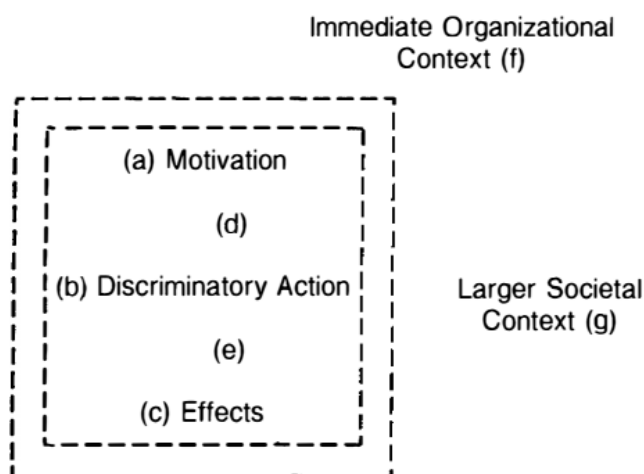 Immediate Organizational
Context (f)
(a) Motivation
(d)
(b) Discriminatory Action
Larger Societal
Context (g)
(e)
(c) Effects